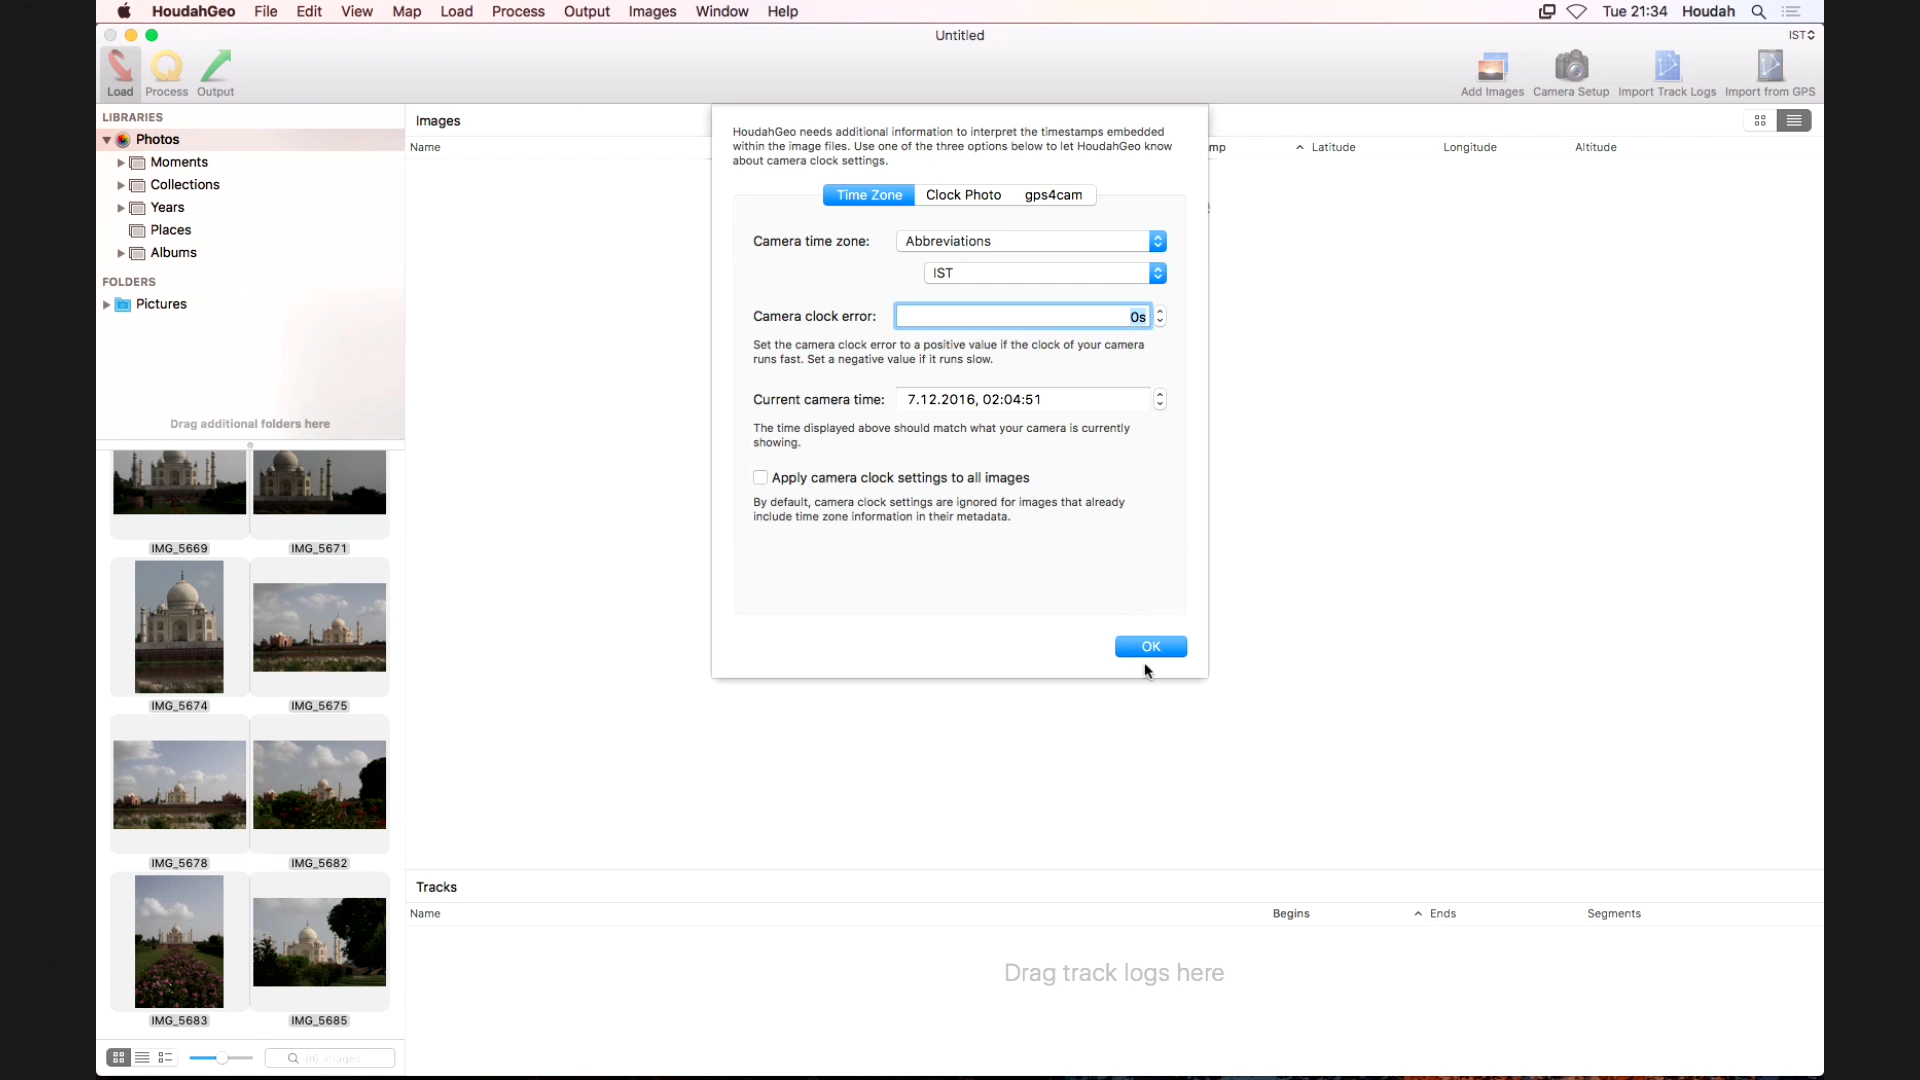 HoudahGeo File Edit View Map Load Process Output Images Window Help
Tue 21:34 Houdah
Untitled
IST
Load Process Output
Add Images Camera Setup Import Track Logs Import from GPS
LIBRARIES
Photos
Moments
Collections
Years
Places
Albums
FOLDERS
Pictures
Drag additional folders here
IMG_5669 IMG_5671
IMG_5674 IMG_5675
IMG_5678 IMG_5682
IMG_5683 IMG_5685
86 images
Images
Name
mp Latitude Longitude Altitude
HoudahGeo needs additional information to interpret the timestamps embedded
within the image files. Use one of the three options below to let HoudahGeo know
about camera clock settings.
Time Zone Clock Photo gps4cam
Camera time zone: Abbreviations
IST
Camera clock error: 0s
Set the camera clock error to a positive value if the clock of your camera
runs fast. Set a negative value if it runs slow.
Current camera time: 7.12.2016, 02:04:51
The time displayed above should match what your camera is currently
showing.
Apply camera clock settings to all images
By default, camera clock settings are ignored for images that already
include time zone information in their metadata.
OK
Tracks
Name Begins Ends Segments
Drag track logs here